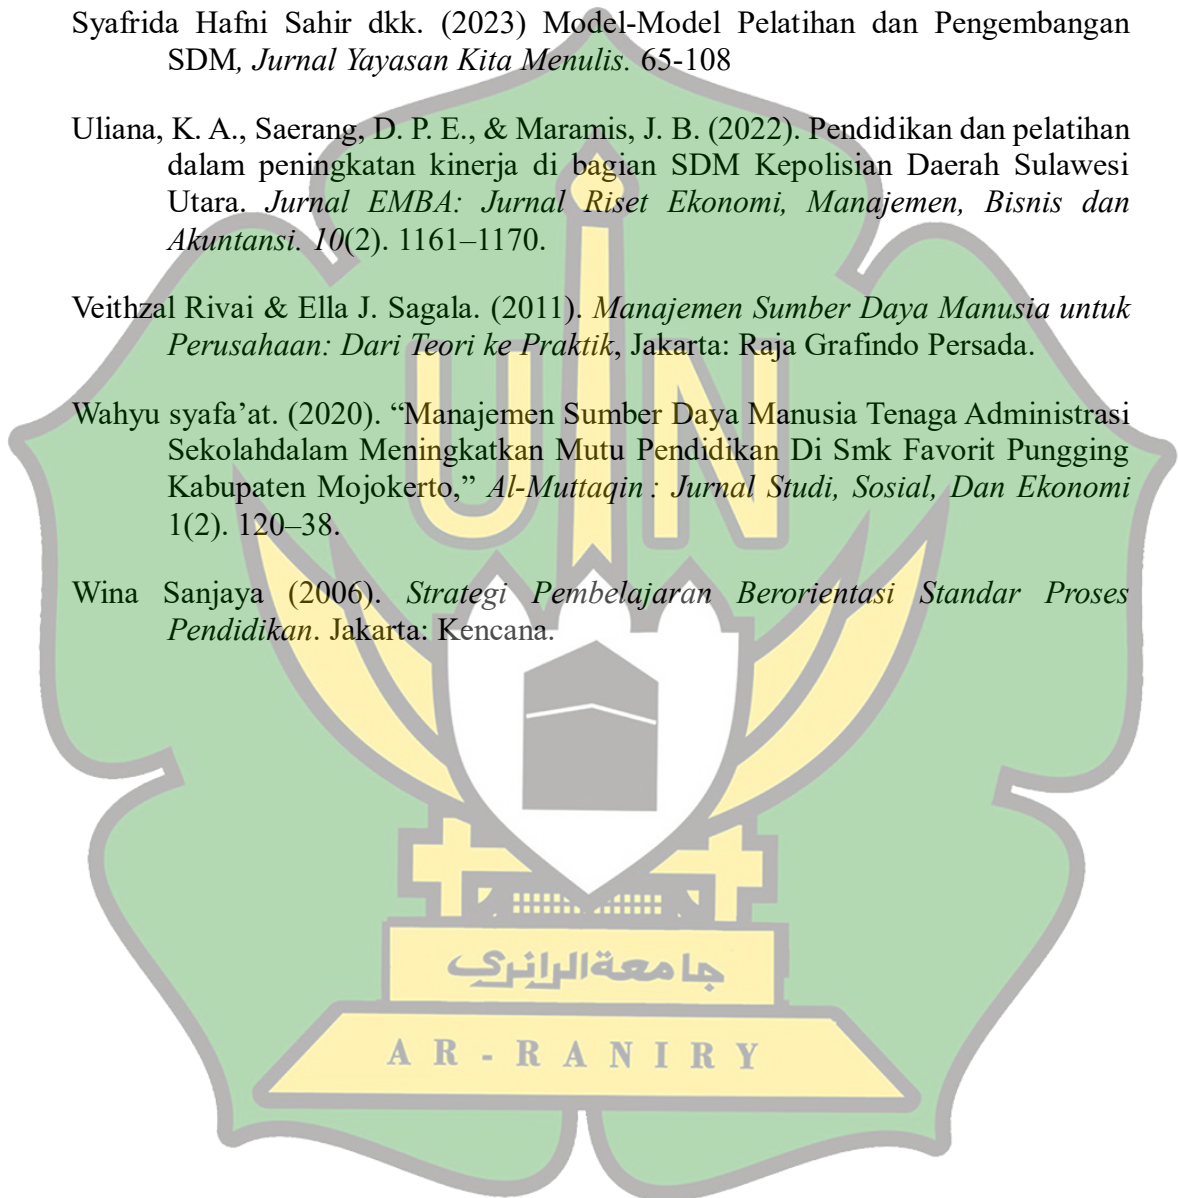 Syafrida Hafni Sahir dkk. (2023) Model-Model Pelatihan dan Pengembangan
SDM, Jurnal Yayasan Kita Menulis. 65-108
Uliana, K. A., Saerang, D. P. E., & Maramis, J. B. (2022). Pendidikan dan pelatihan
dalam peningkatan kinerja di bagian SDM Kepolisian Daerah Sulawesi
Utara. Jurnal EMBA: Jurnal Riset Ekonomi, Manajemen, Bisnis dan
Akuntansi. 10(2). 1161–1170.
Veithzal Rivai & Ella J. Sagala. (2011). Manajemen Sumber Daya Manusia untuk
Perusahaan: Dari Teori ke Praktik, Jakarta: Raja Grafindo Persada.
Wahyu syafa’at. (2020). “Manajemen Sumber Daya Manusia Tenaga Administrasi
Sekolahdalam Meningkatkan Mutu Pendidikan Di Smk Favorit Pungging
Kabupaten Mojokerto,” Al-Muttaqin : Jurnal Studi, Sosial, Dan Ekonomi
1(2). 120–38.
Wina Sanjaya (2006). Strategi Pembelajaran Berorientasi Standar Proses
Pendidikan. Jakarta: Kencana.
UIN
جامعةالرانري
AR-RANIRY